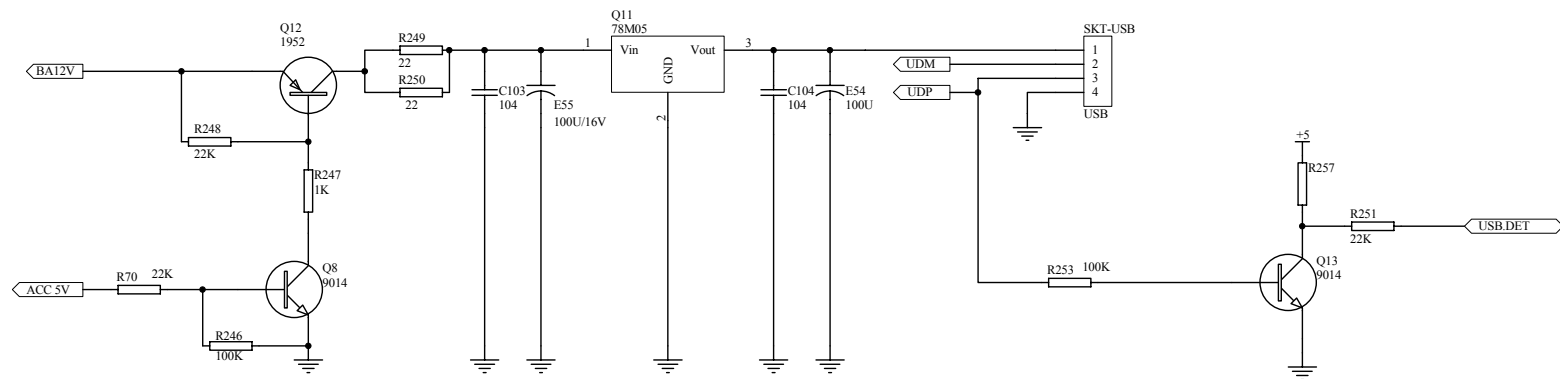 Q12
1952
BA12V
R248
22K
R247
1K
R249
22
R250
22
C103
104
E55
100U/16V
Q11
78M05
1
Vin
Vout
3
GND
2
C104
104
E54
100U
UDM
UDP
SKT-USB
1
2
3
4
USB
+5
R257
R251
22K
USB.DET
Q13
9014
R253
100K
ACC 5V
R70
22K
Q8
9014
R246
100K